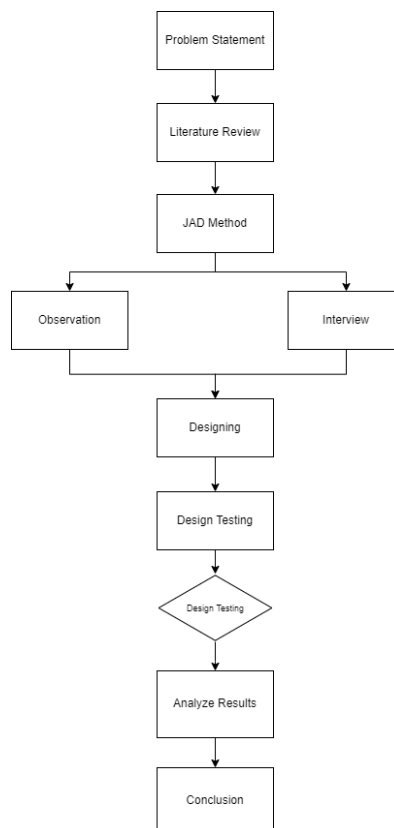 Problem Statement
Literature Review
JAD Method
Observation
Interview
Designing
Design Testing
Design Testing
Analyze Results
Conclusion